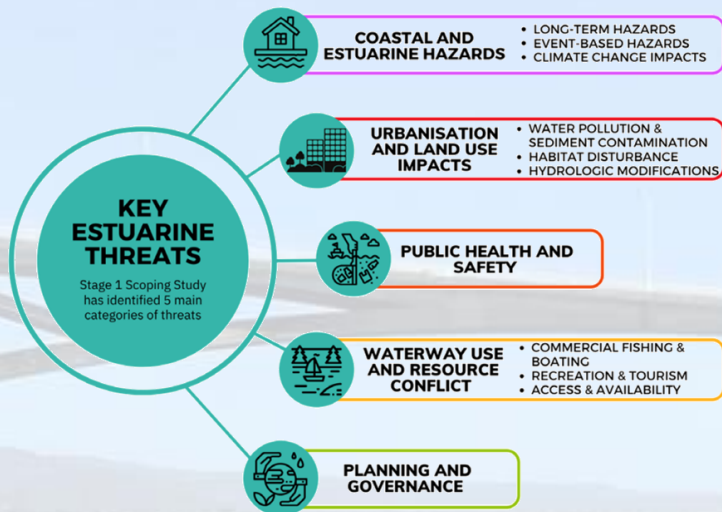 KEY
ESTUARINE
THREATS
Stage 1 Scoping Study
has identified 5 main
categories of threats
COASTAL AND
ESTUARINE HAZARDS
• LONG-TERM HAZARDS
• EVENT-BASED HAZARDS
• CLIMATE CHANGE IMPACTS
URBANISATION
AND LAND USE
IMPACTS
• WATER POLLUTION &
SEDIMENT CONTAMINATION
• HABITAT DISTURBANCE
• HYDROLOGIC MODIFICATIONS
PUBLIC HEALTH AND
SAFETY
WATERWAY USE
AND RESOURCE
CONFLICT
• COMMERCIAL FISHING &
BOATING
• RECREATION & TOURISM
• ACCESS & AVAILABILITY
PLANNING AND
GOVERNANCE